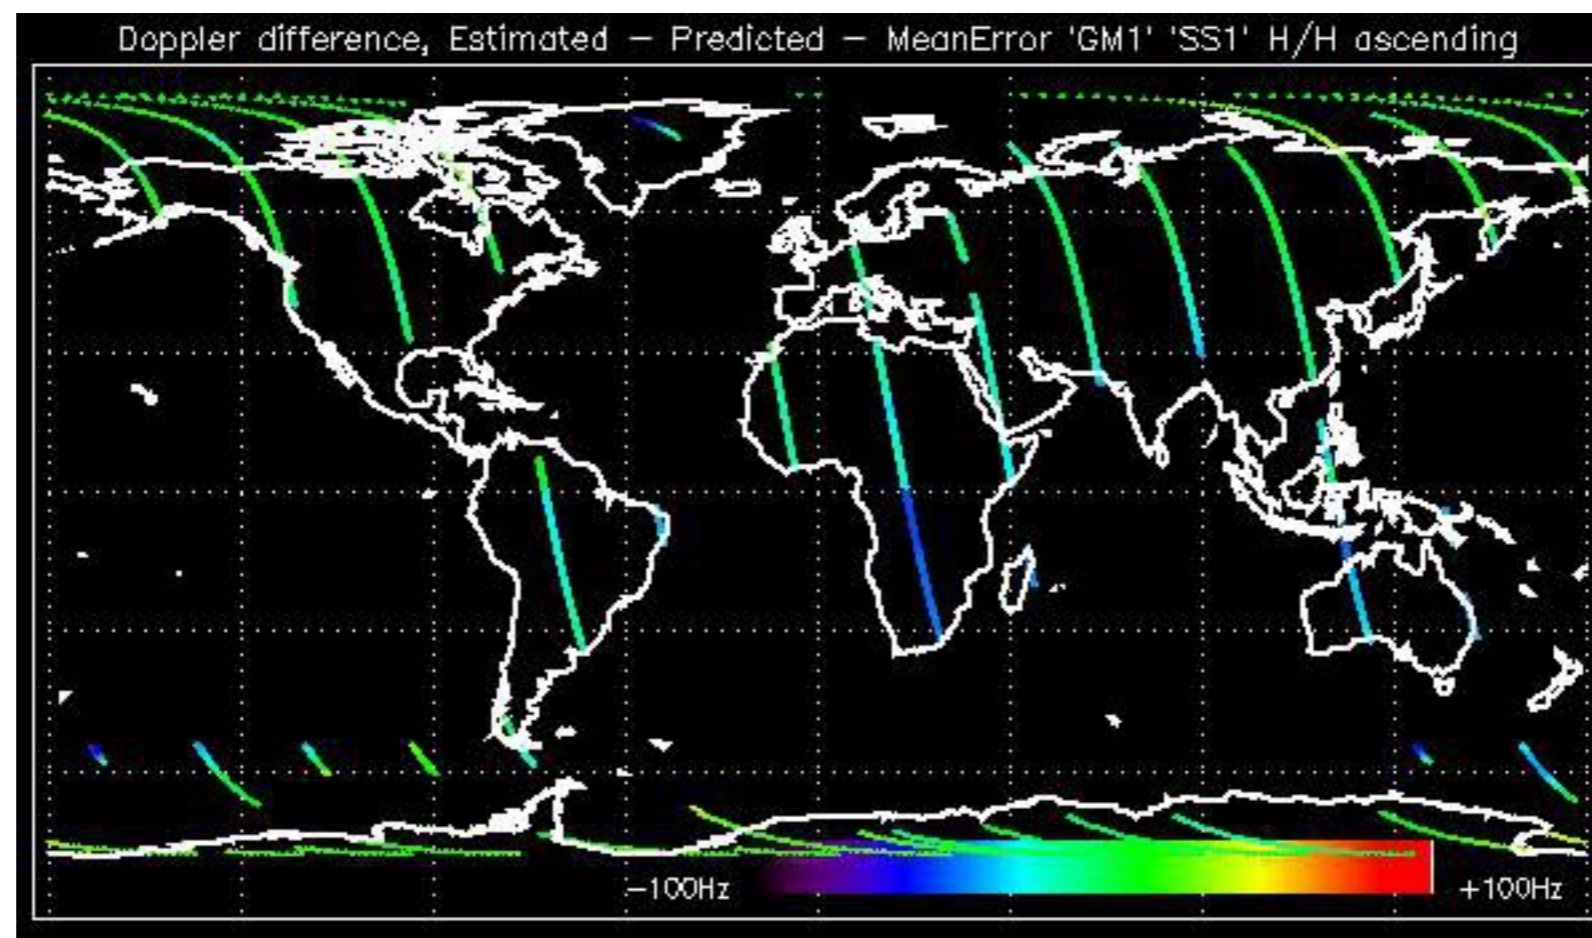 Doppler difference, Estimated – Predicted – MeanError 'GM1' 'SS1' H/H ascending
–100Hz
+100Hz